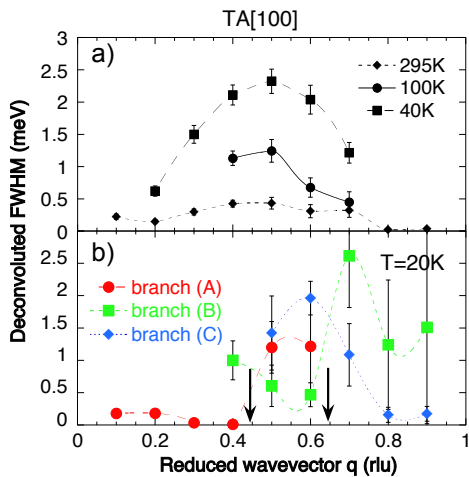 TA[100]
Deconvoluted FWHM (meV)
a)
295K
100K
40K
3
2.5
2
1.5
1
0.5
0
b)
T=20K
branch (A)
branch (B)
branch (C)
2.5
2
1.5
1
0.5
0
0 0.2 0.4 0.6 0.8 1
Reduced wavevector q (rlu)